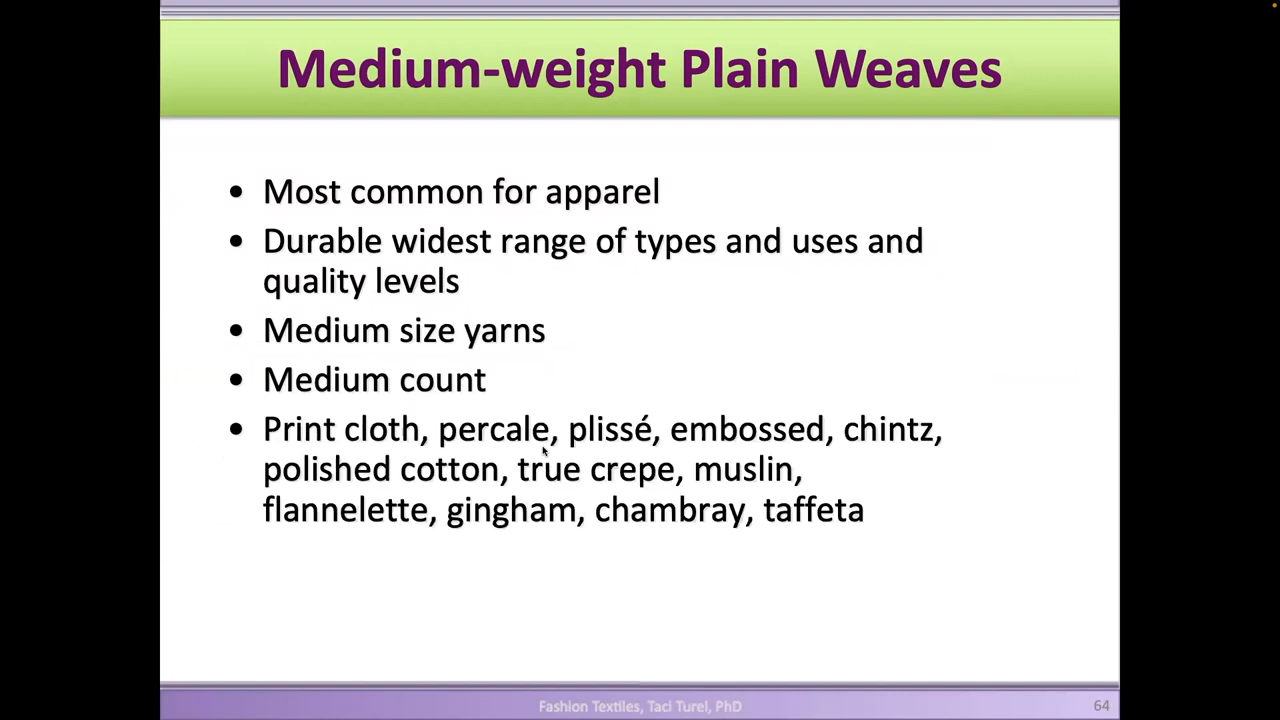 Medium-weight Plain Weaves
• Most common for apparel
• Durable widest range of types and uses and
quality levels
• Medium size yarns
• Medium count
• Print cloth, percale, plissé, embossed, chintz,
polished cotton, true crepe, muslin,
flannelette, gingham, chambray, taffeta
Fashion Textiles, Taci Turel, PhD
64